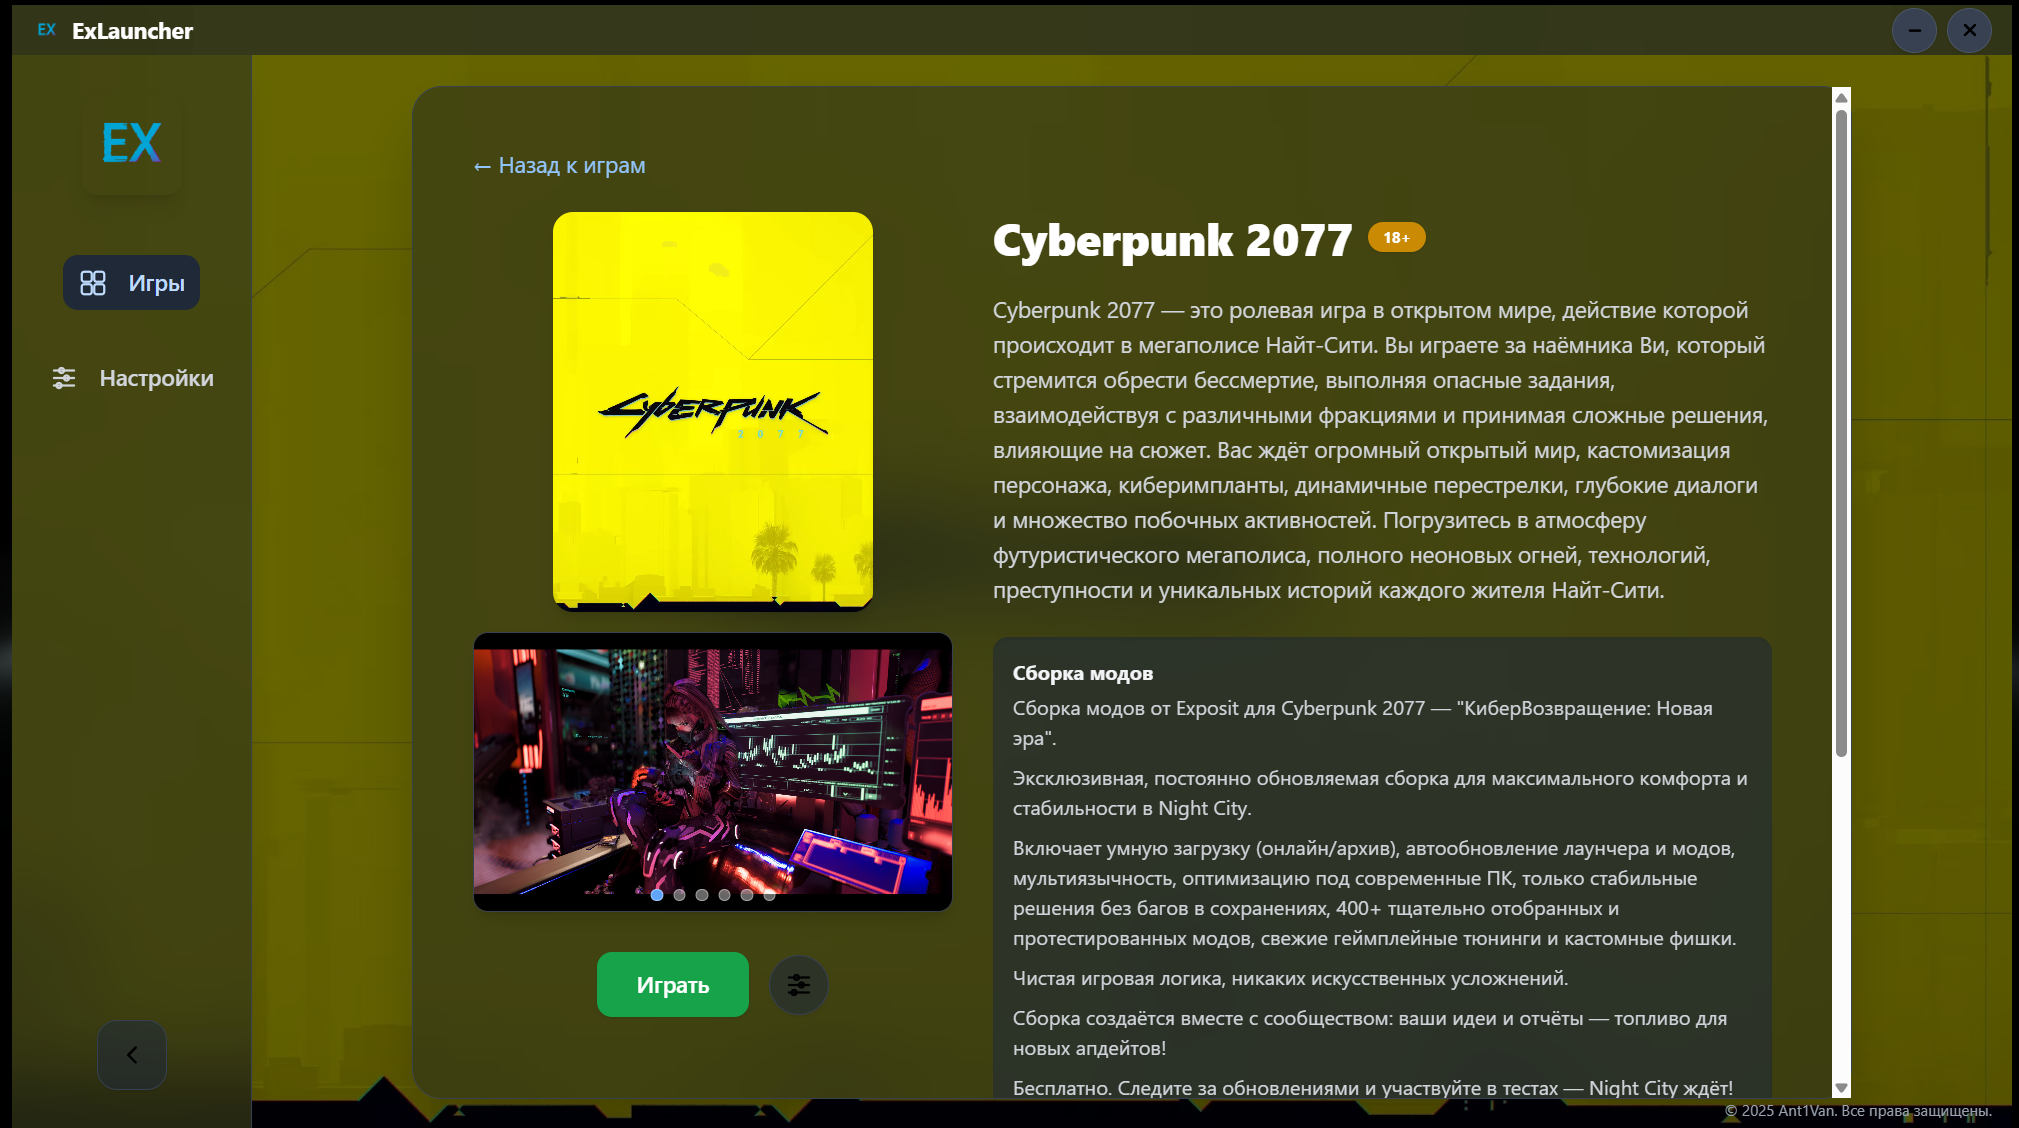 EX ExLauncher
EX
Игры
Настройки
← Назад к играм
CYBERPUNK
2077
Играть
Cyberpunk 2077 18+
Cyberpunk 2077 — это ролевая игра в открытом мире, действие которой
происходит в мегаполисе Найт-Сити. Вы играете за наёмника Ви, который
стремится обрести бессмертие, выполняя опасные задания,
взаимодействуя с различными фракциями и принимая сложные решения,
влияющие на сюжет. Вас ждёт огромный открытый мир, кастомизация
персонажа, киберимпланты, динамичные перестрелки, глубокие диалоги
и множество побочных активностей. Погрузитесь в атмосферу
футуристического мегаполиса, полного неоновых огней, технологий,
преступности и уникальных историй каждого жителя Найт-Сити.
Сборка модов
Сборка модов от Exposit для Cyberpunk 2077 — "КиберВозвращение: Новая
эра".
Эксклюзивная, постоянно обновляемая сборка для максимального комфорта и
стабильности в Night City.
Включает умную загрузку (онлайн/архив), автообновление лаунчера и модов,
мультиязычность, оптимизацию под современные ПК, только стабильные
решения без багов в сохранениях, 400+ тщательно отобранных и
протестированных модов, свежие геймплейные тюнинги и кастомные фишки.
Чистая игровая логика, никаких искусственных усложнений.
Сборка создаётся вместе с сообществом: ваши идеи и отчёты — топливо для
новых апдейтов!
Бесплатно. Следите за обновлениями и участвуйте в тестах — Night City ждёт!
© 2025 Ant1Van. Все права защищены.